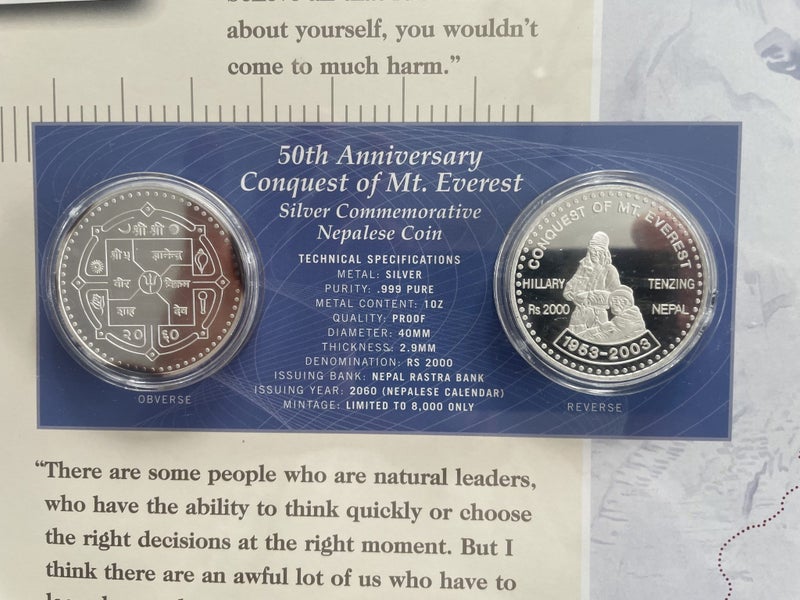 about yourself, you wouldn't
come to much harm."
50th Anniversary
Conquest of Mt. Everest
Silver Commemorative
Nepalese Coin
TECHNICAL SPECIFICATIONS
METAL: SILVER
PURITY: .999 PURE
METAL CONTENT: 1OZ
QUALITY: PROOF
DIAMETER: 40MM
THICKNESS: 2.9MM
DENOMINATION: RS 2000
ISSUING BANK: NEPAL RASTRA BANK
ISSUING YEAR: 2060 (NEPALESE CALENDAR)
MINTAGE: LIMITED TO 8,000 ONLY
श्री श्री
श्री ५ ज्ञानेन्द्र
वीर विक्रम
शाह देव
२० ६०
OBVERSE
CONQUEST OF MT. EVEREST
HILLARY TENZING
Rs.2000 NEPAL
1953-2003
REVERSE
"There are some people who are natural leaders,
who have the ability to think quickly or choose
the right decisions at the right moment. But I
think there are an awful lot of us who have to